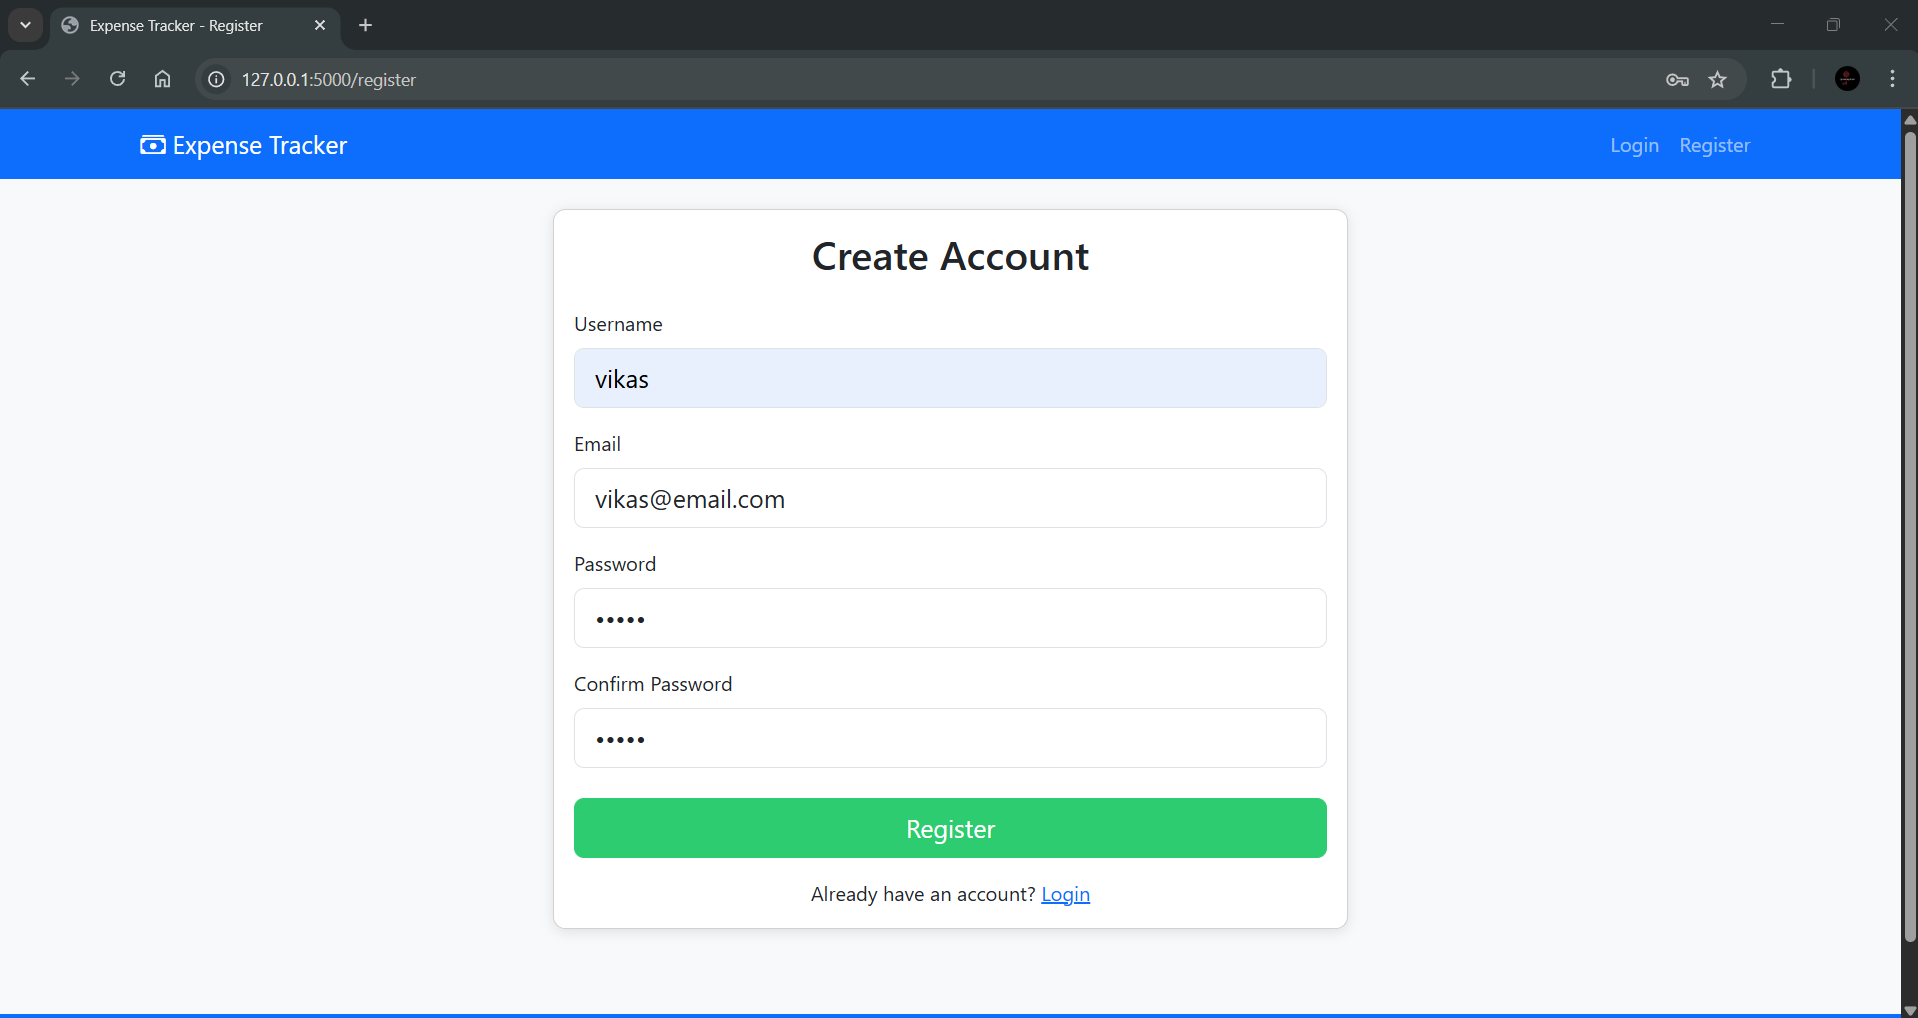 Expense Tracker - Register
127.0.0.1:5000/register
Expense Tracker Login Register
Create Account
Username
vikas
Email
vikas@email.com
Password
•••••
Confirm Password
•••••
Register
Already have an account? Login